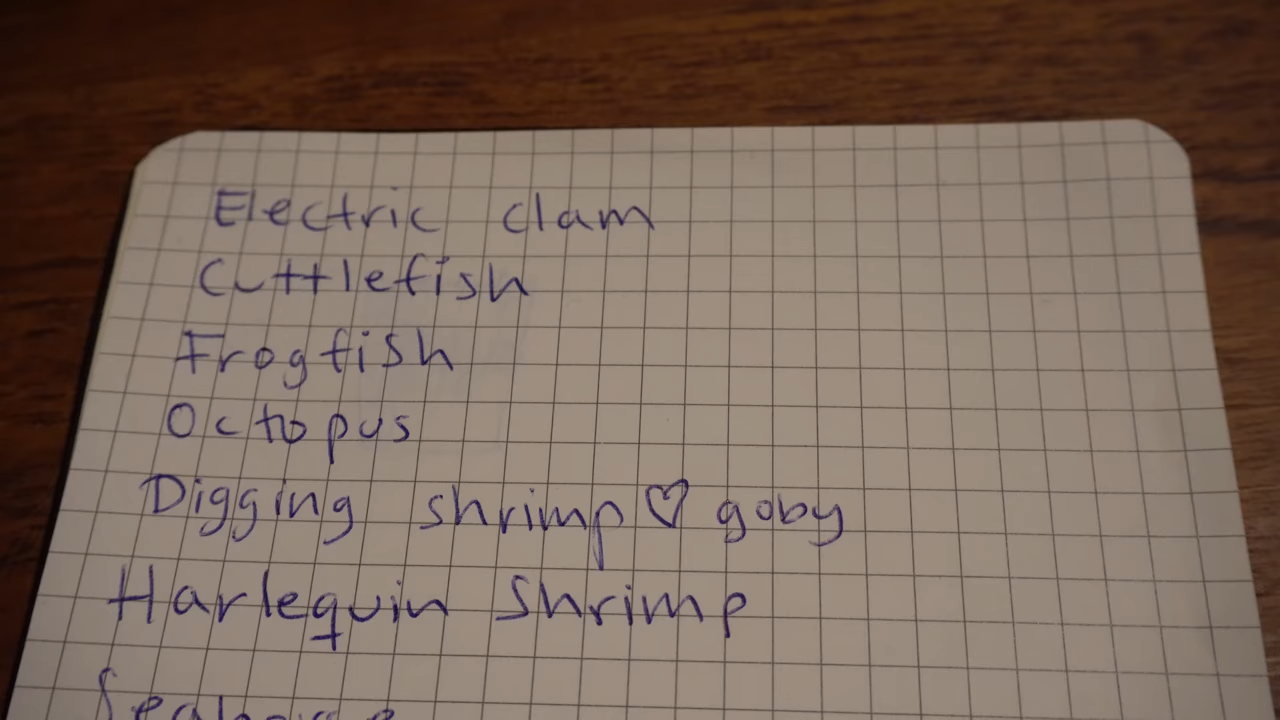 Electric clam
Cuttlefish
Frogfish
Octopus
Digging shrimp ♡ goby
Harlequin Shrimp